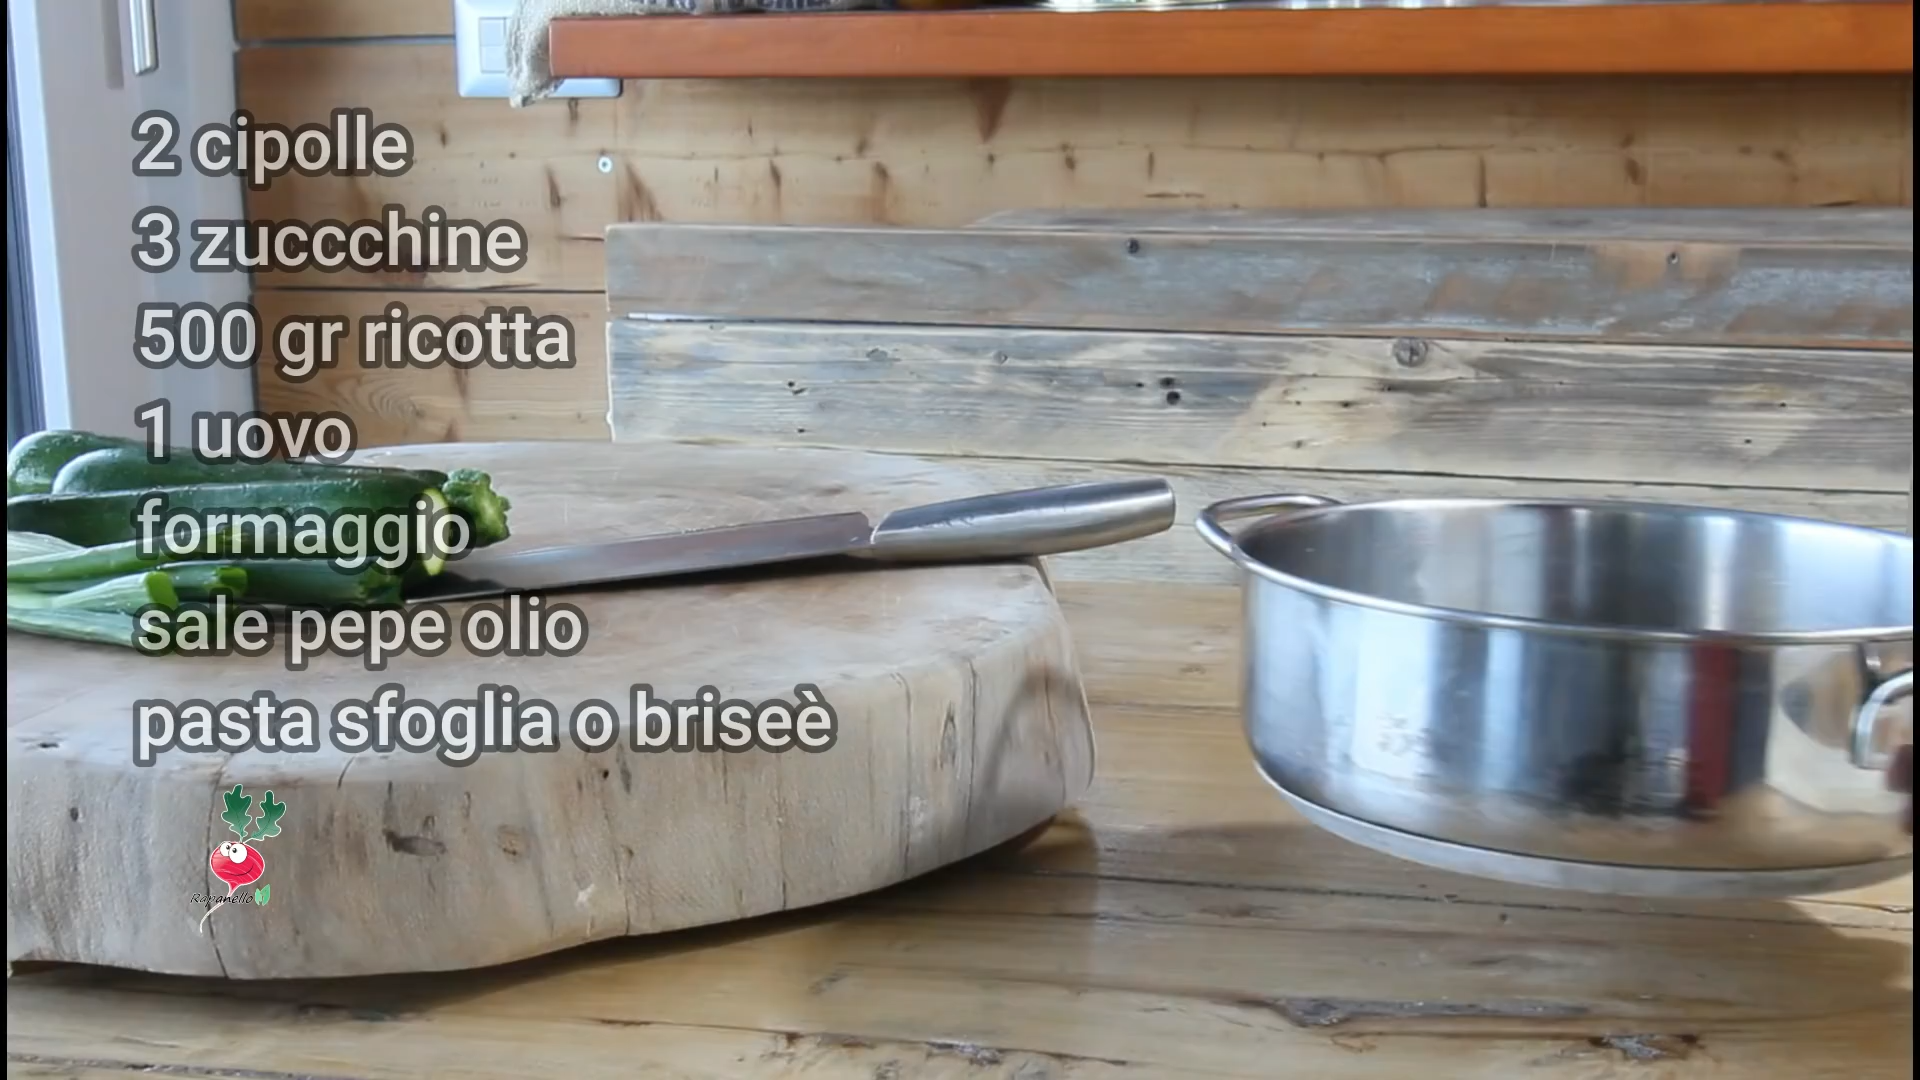 2 cipolle
3 zuccchine
500 gr ricotta
1 uovo
formaggio
sale pepe olio
pasta sfoglia o briseè
Rapanello